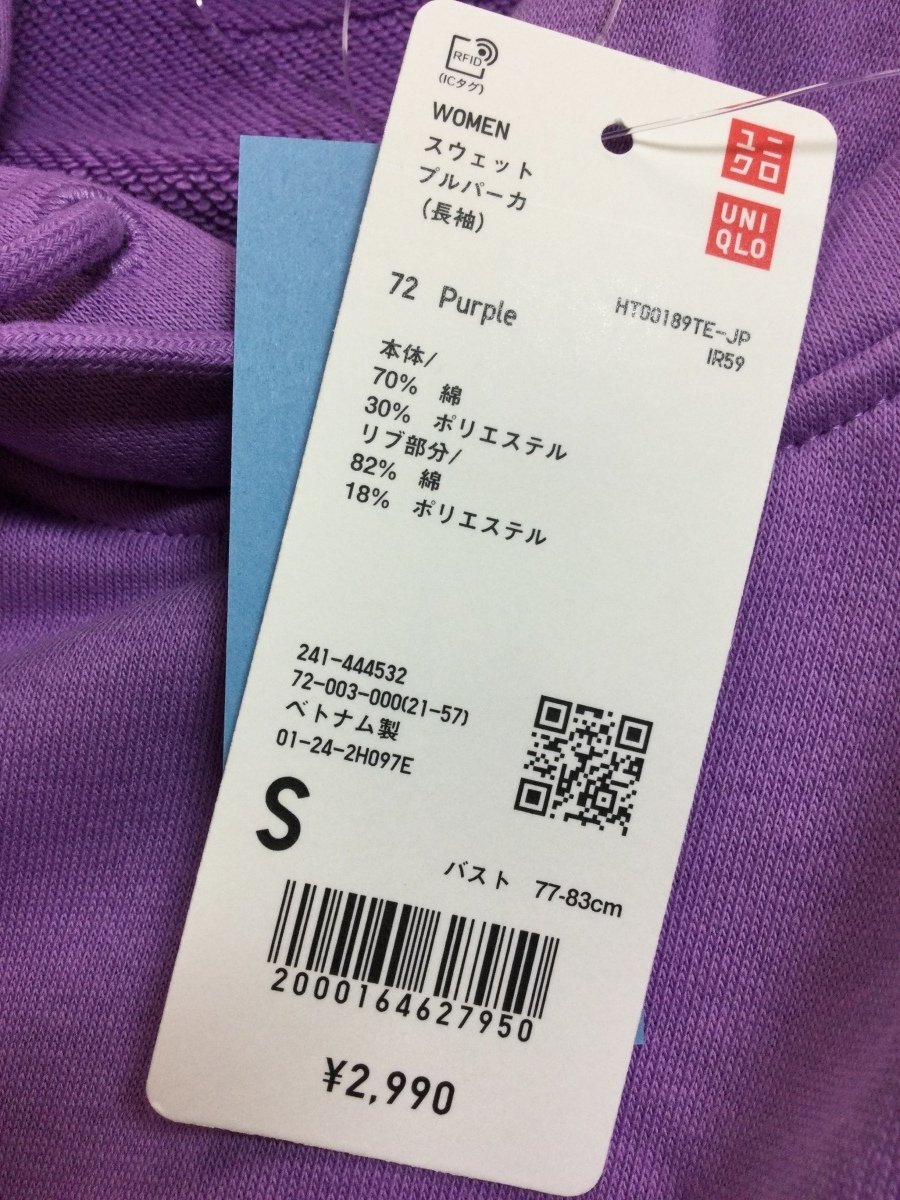 RFID
(ICタグ)
WOMEN
スウェット
プルパーカ
(長袖)
ユニ
クロ
UNI
QLO
72 Purple
HT00189TE-JP
IR59
本体/
70% 綿
30% ポリエステル
リブ部分/
82% 綿
18% ポリエステル
241-444532
72-003-000(21-57)
ベトナム製
01-24-2H097E
S
バスト 77-83cm
2000164627950
¥2,990